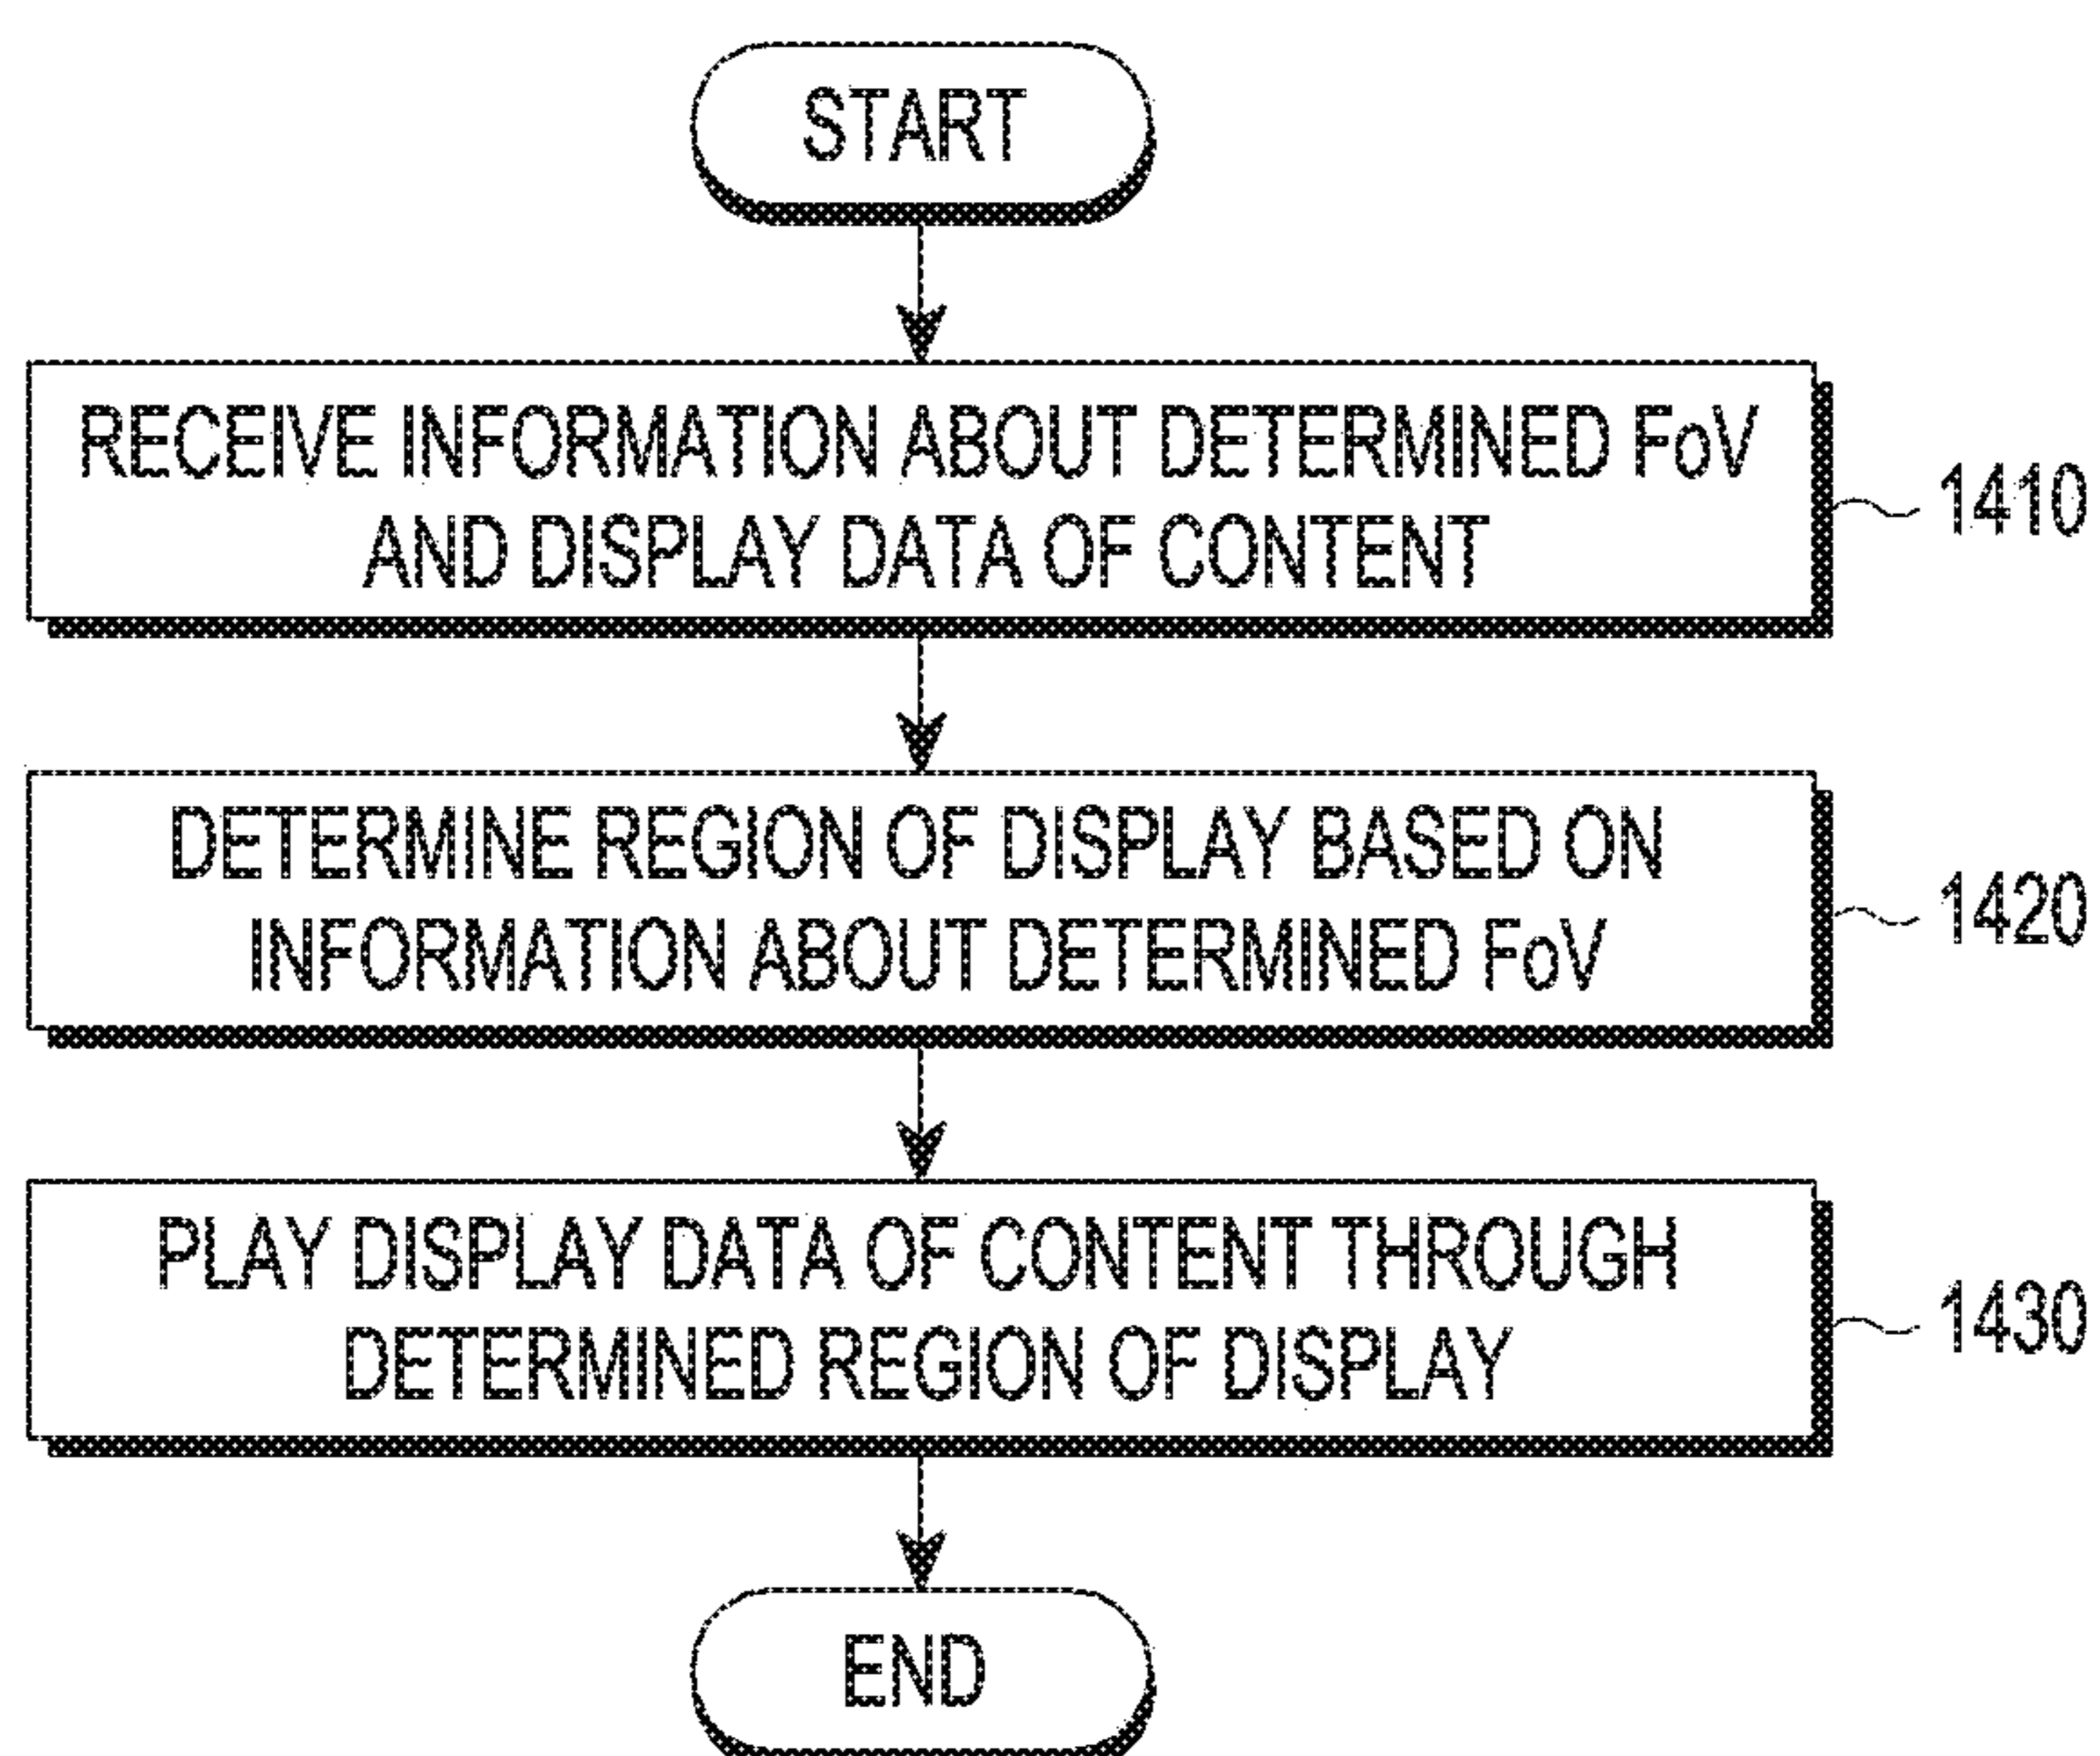 START
RECEIVE INFORMATION ABOUT DETERMINED FoV
AND DISPLAY DATA OF CONTENT
1410
DETERMINE REGION OF DISPLAY BASED ON
INFORMATION ABOUT DETERMINED FoV
1420
PLAY DISPLAY DATA OF CONTENT THROUGH
DETERMINED REGION OF DISPLAY
1430
END